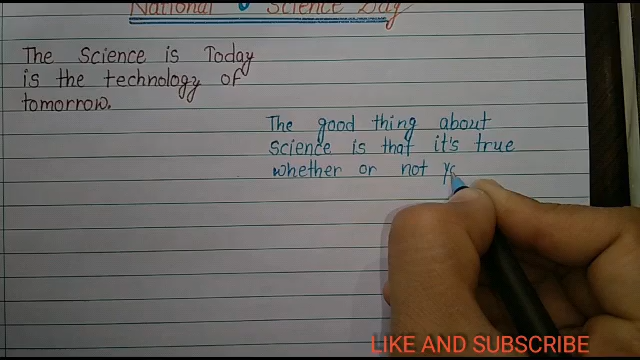 National Science Day
The Science is Today
is the technology of
tomorrow.
The good thing about
Science is that it's true
whether or not yo
LIKE AND SUBSCRIBE